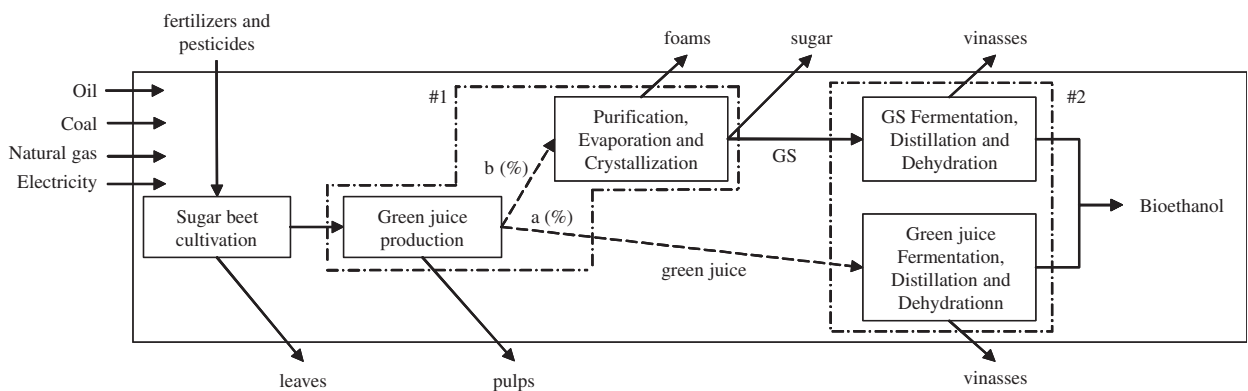 fertilizers and
pesticides
foams
sugar
vinasses
Oil
Coal
Natural gas
Electricity
#1
Purification,
Evaporation and
Crystallization
GS
GS Fermentation,
Distillation and
Dehydration
#2
b (%)
a (%)
Sugar beet
cultivation
Green juice
production
green juice
Green juice
Fermentation,
Distillation and
Dehydrationn
Bioethanol
leaves
pulps
vinasses